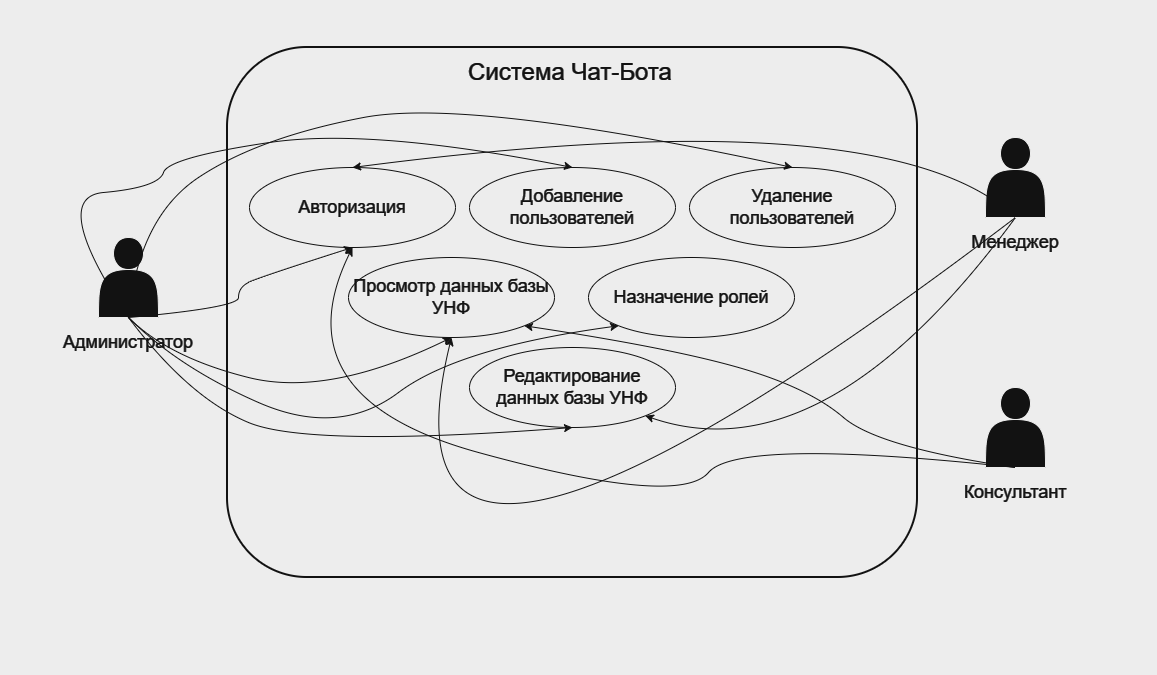 Система Чат-Бота
Авторизация
Добавление
пользователей
Удаление
пользователей
Менеджер
Просмотр данных базы
УНФ
Назначение ролей
Администратор
Редактирование
данных базы УНФ
Консультант